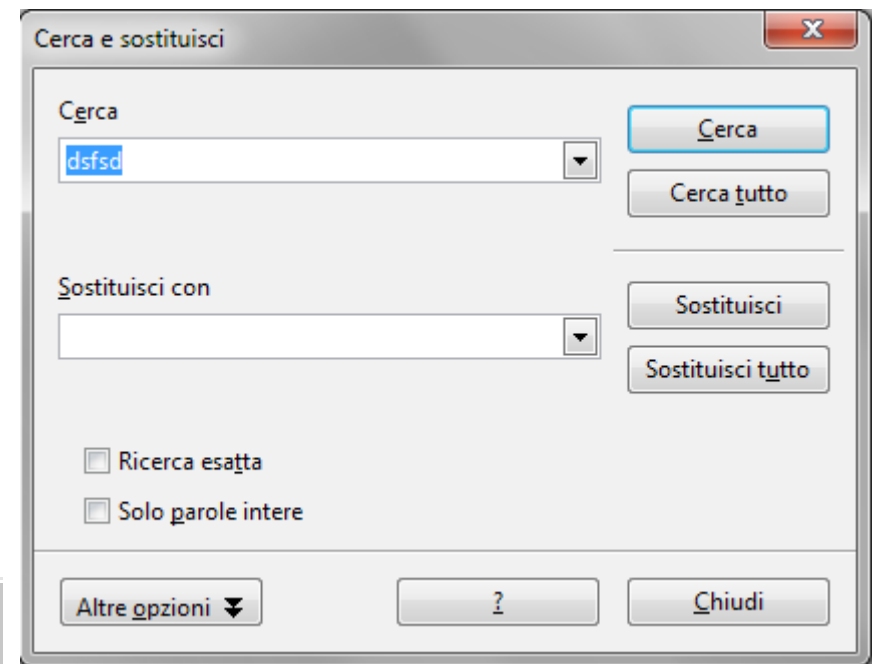 Cerca e sostituisci
Cerca
dsfsd
Cerca
Cerca tutto
Sostituisci con
Sostituisci
Sostituisci tutto
Ricerca esatta
Solo parole intere
Altre opzioni
?
Chiudi